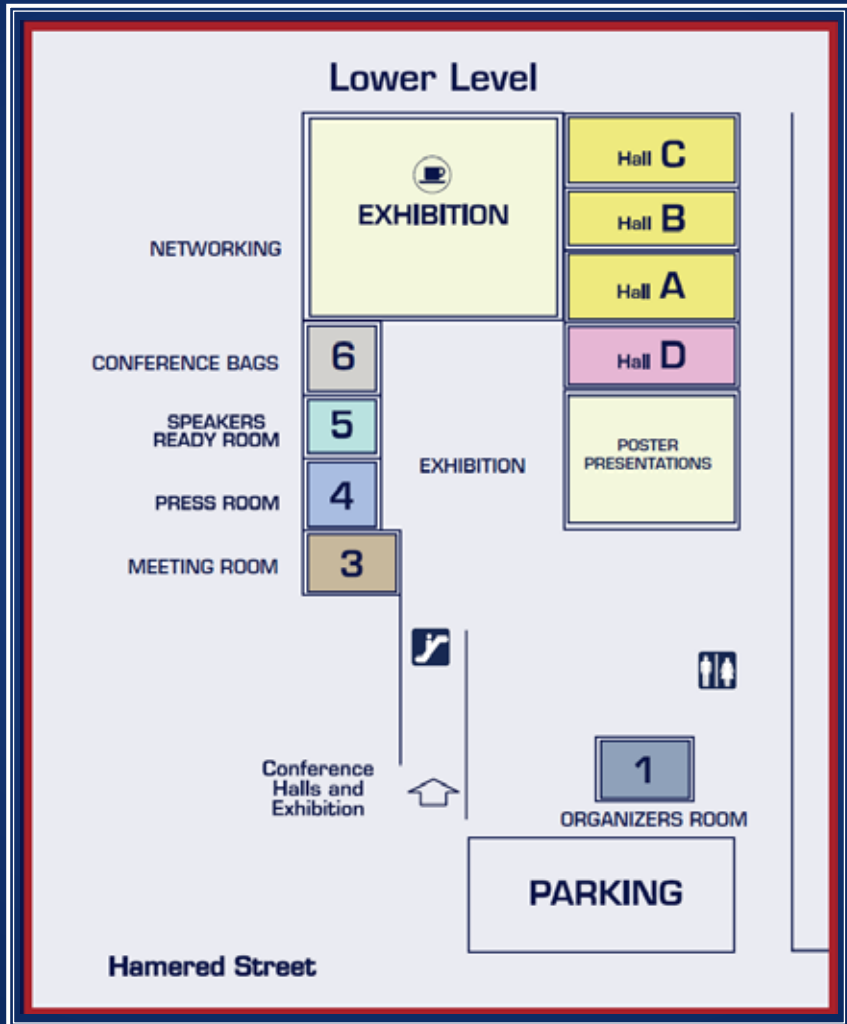 Lower Level
Hall C
EXHIBITION
Hall B
NETWORKING
Hall A
Hall D
6
CONFERENCE BAGS
5
SPEAKERS
READY ROOM
EXHIBITION
POSTER
PRESENTATIONS
4
PRESS ROOM
3
MEETING ROOM
Conference
Halls and
Exhibition
1
ORGANIZERS ROOM
PARKING
Hamered Street